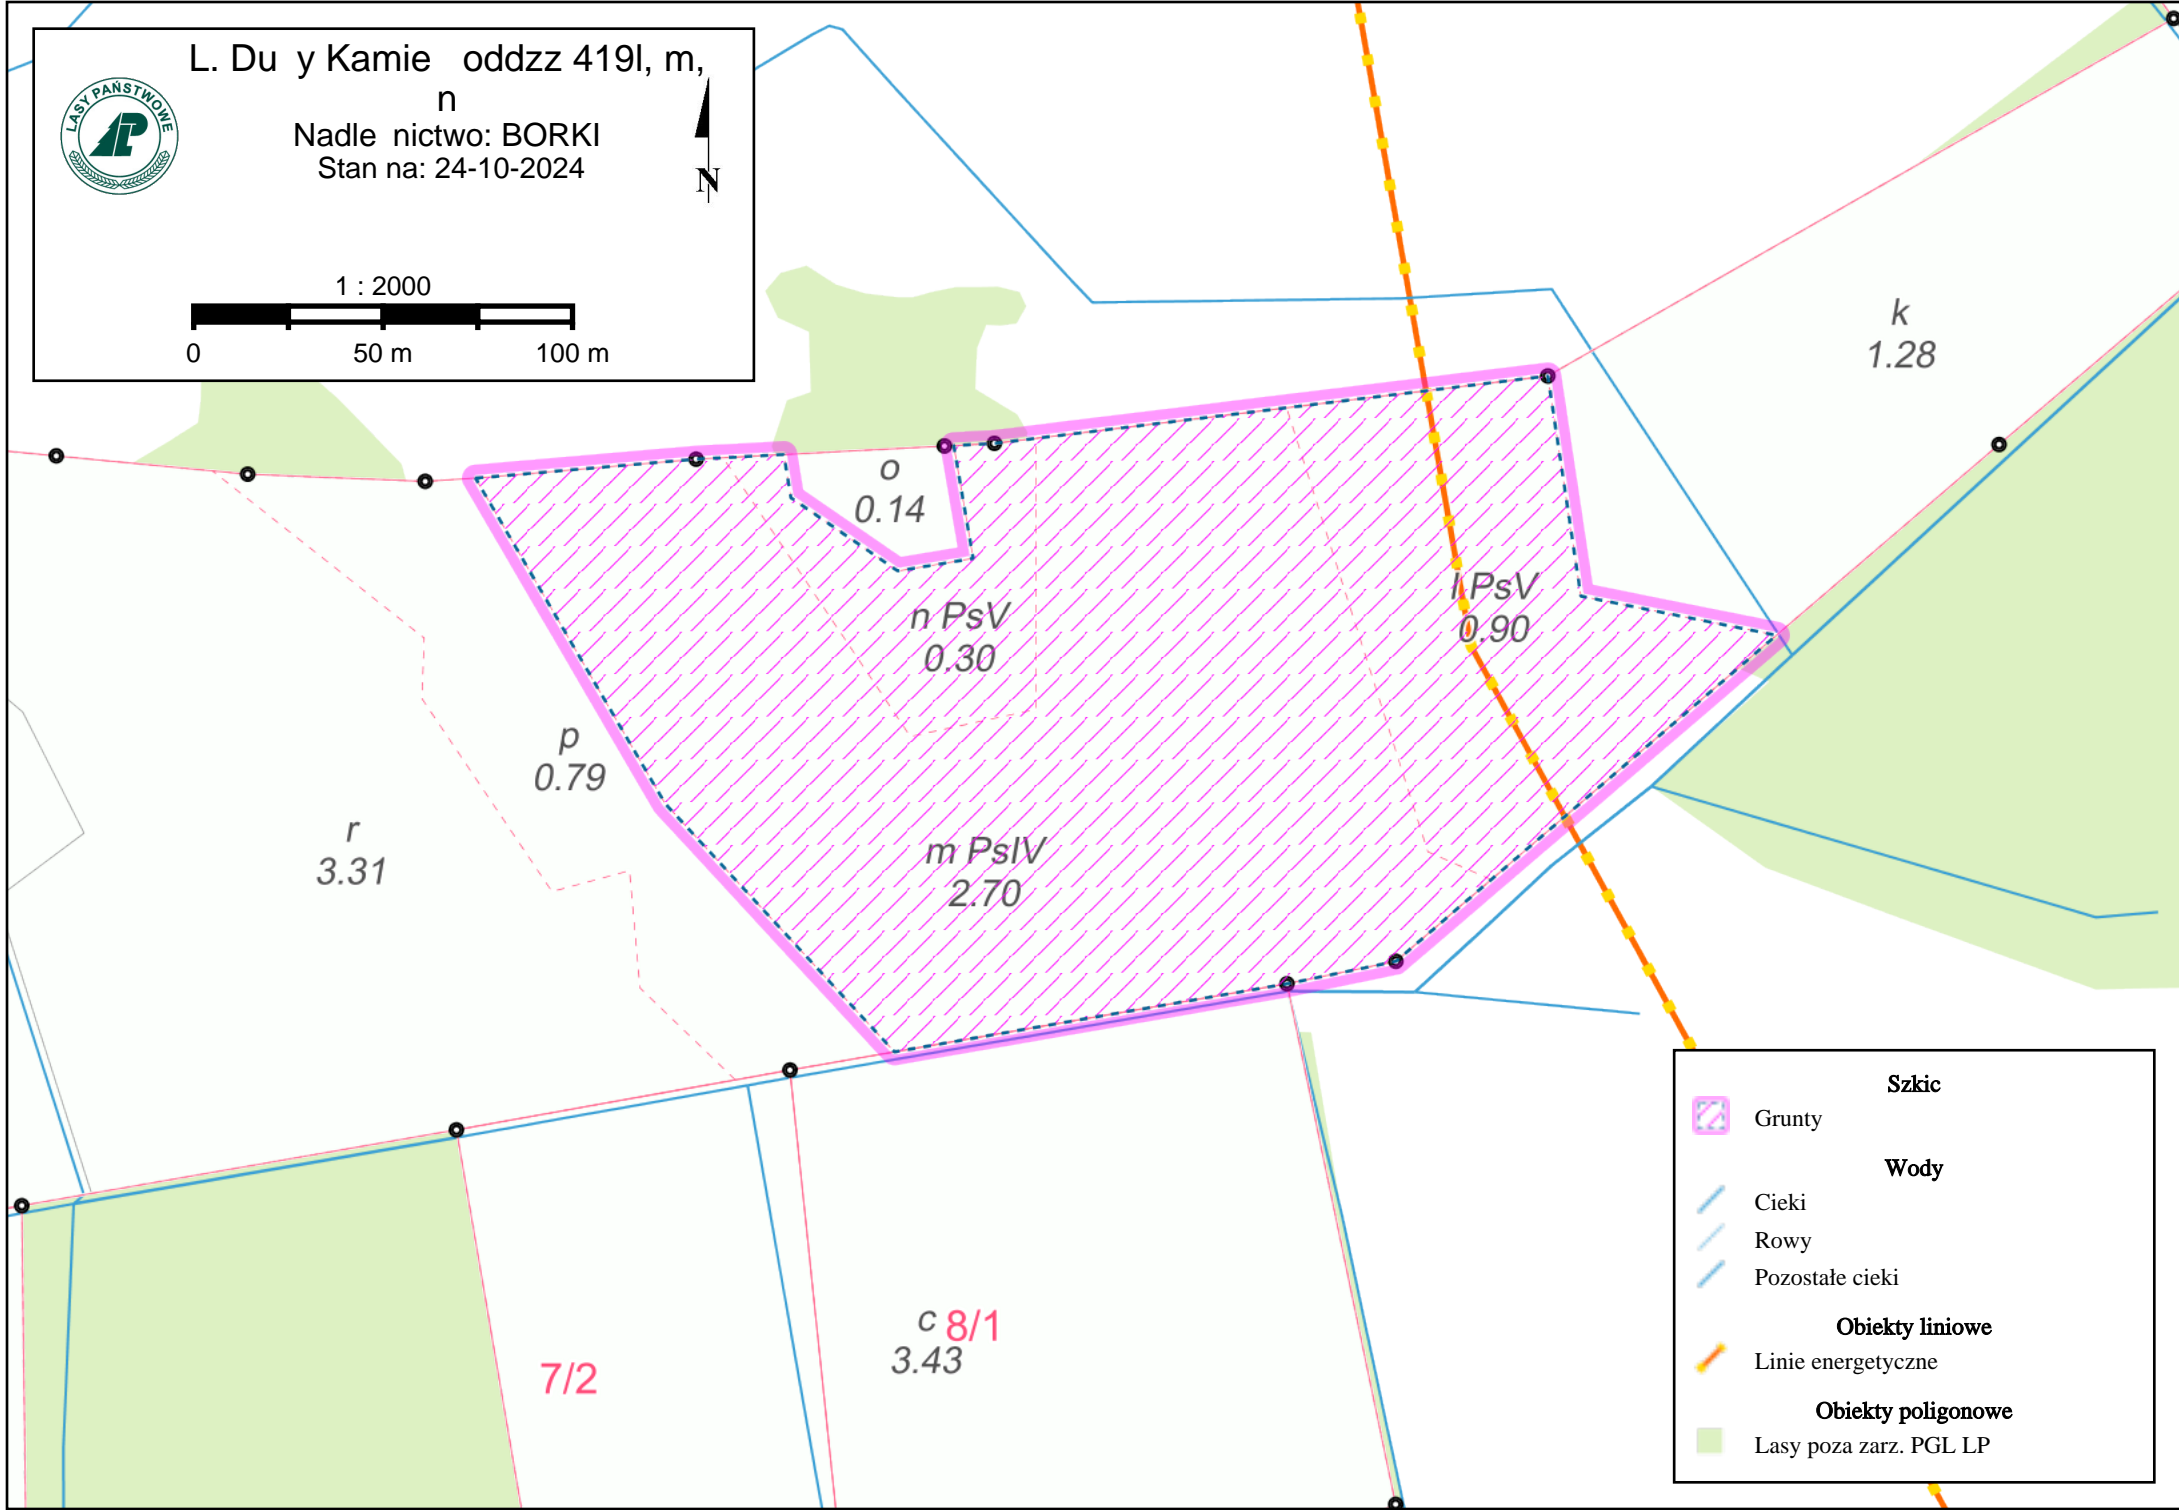 L. Du y Kamie oddzz 419l, m,
n
LASY PAŃSTWOWE
Nadle nictwo: BORKI
Stan na: 24-10-2024
N
1 : 2000
0 50 m 100 m
k
1.28
o
0.14
l PsV
0.90
n PsV
0.30
p
0.79
r
3.31
m PsIV
2.70
c 8/1
3.43
7/2
Szkic
Grunty
Wody
Cieki
Rowy
Pozostałe cieki
Obiekty liniowe
Linie energetyczne
Obiekty poligonowe
Lasy poza zarz. PGL LP